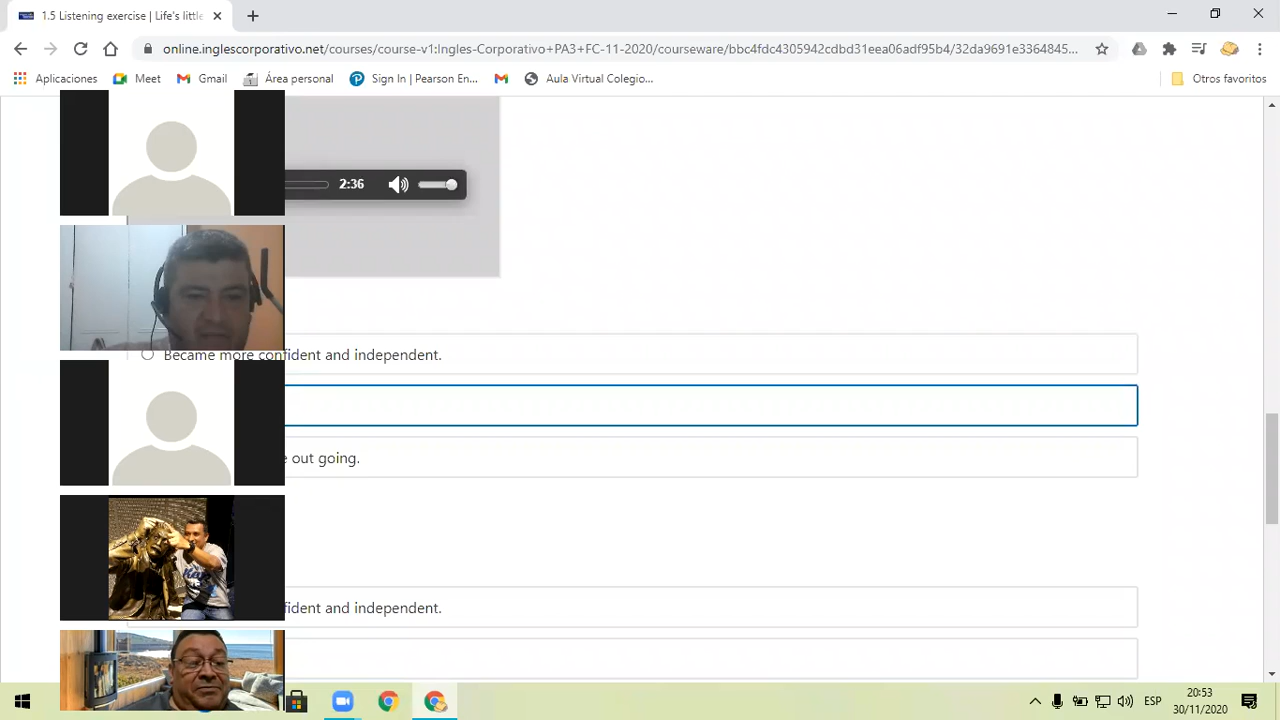 1.5 Listening exercise | Life's little
online.inglescorporativo.net/courses/course-v1:Ingles-Corporativo+PA3+FC-11-2020/courseware/bbc4fdc4303342cdbf31eea06adf95b4/32da9691e3364845...
Aplicaciones Meet Gmail Área personal Sign In | Pearson En... Aula Virtual Colegio... Otros favoritos
2:36
Became more confident and independent.
e out going.
fident and independent.
ESP
20:53
30/11/2020